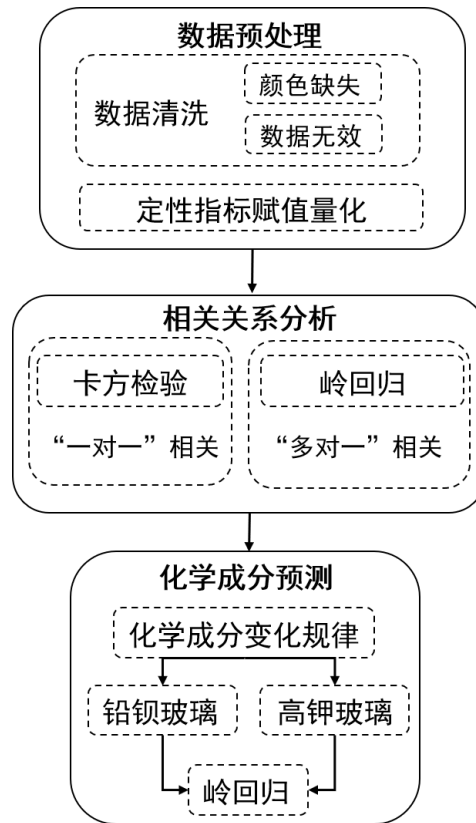 数据预处理
数据清洗
颜色缺失
数据无效
定性指标赋值量化
相关关系分析
卡方检验
“一对一”相关
岭回归
“多对一”相关
化学成分预测
化学成分变化规律
铅钡玻璃
高钾玻璃
岭回归